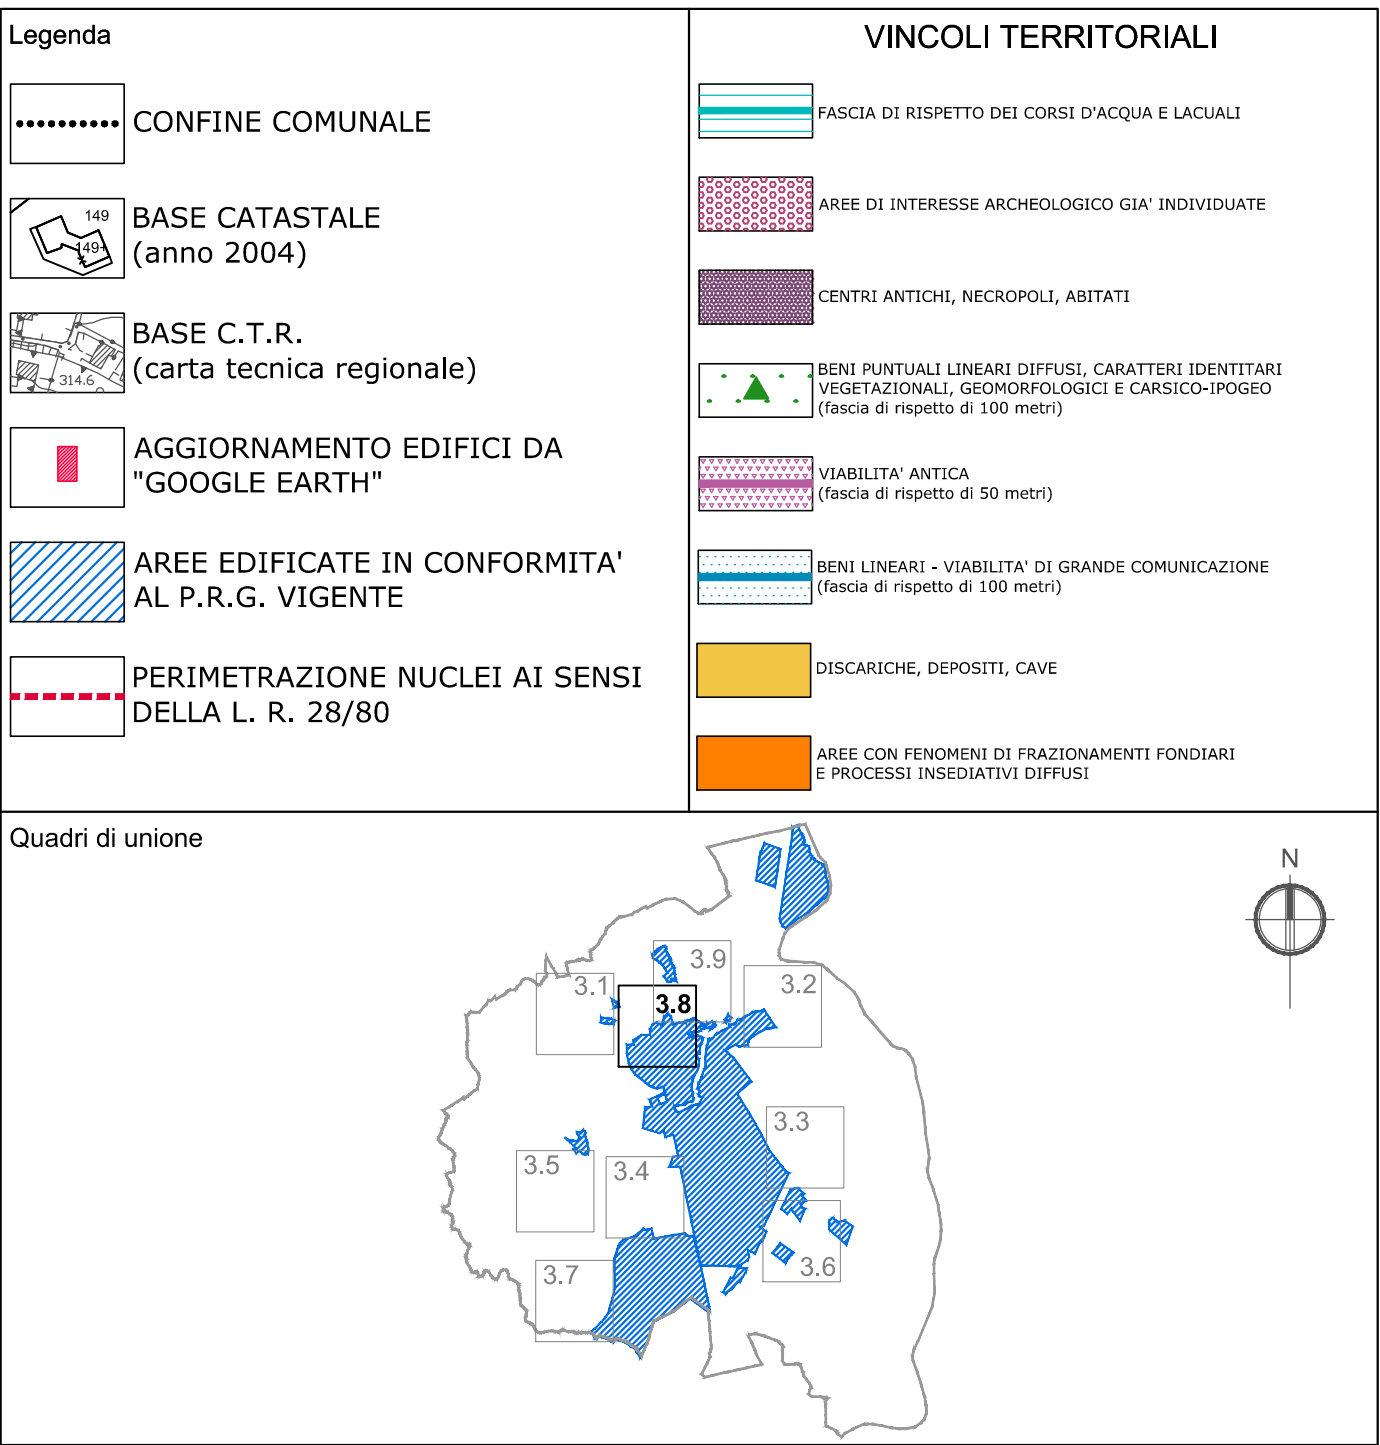 Legenda
CONFINE COMUNALE
149
149+
BASE CATASTALE
(anno 2004)
314.6
BASE C.T.R.
(carta tecnica regionale)
AGGIORNAMENTO EDIFICI DA
"GOOGLE EARTH"
AREE EDIFICATE IN CONFORMITA'
AL P.R.G. VIGENTE
PERIMETRAZIONE NUCLEI AI SENSI
DELLA L. R. 28/80
VINCOLI TERRITORIALI
FASCIA DI RISPETTO DEI CORSI D'ACQUA E LACUALI
AREE DI INTERESSE ARCHEOLOGICO GIA' INDIVIDUATE
CENTRI ANTICHI, NECROPOLI, ABITATI
BENI PUNTUALI LINEARI DIFFUSI, CARATTERI IDENTITARI
VEGETAZIONALI, GEOMORFOLOGICI E CARSICO-IPOGEO
(fascia di rispetto di 100 metri)
VIABILITA' ANTICA
(fascia di rispetto di 50 metri)
BENI LINEARI - VIABILITA' DI GRANDE COMUNICAZIONE
(fascia di rispetto di 100 metri)
DISCARICHE, DEPOSITI, CAVE
AREE CON FENOMENI DI FRAZIONAMENTI FONDIARI
E PROCESSI INSEDIATIVI DIFFUSI
Quadri di unione
N
3.9
3.1
3.2
3.8
3.3
3.5
3.4
3.6
3.7